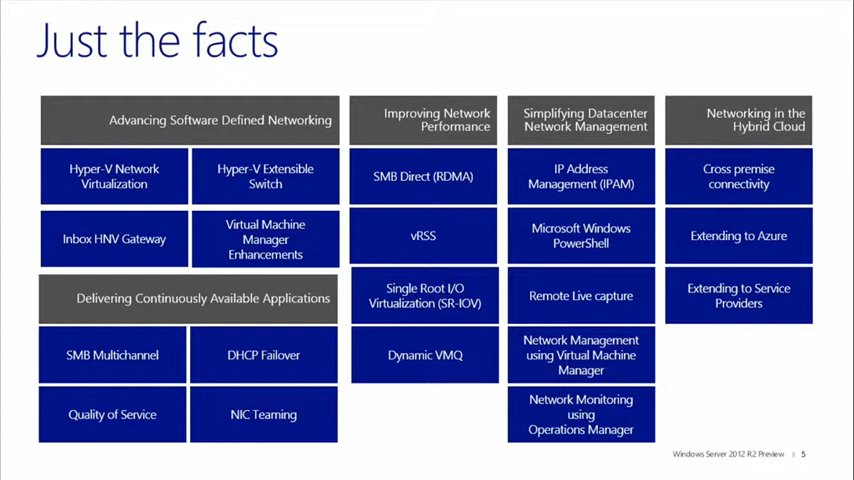 Just the facts
Advancing Software Defined Networking
Hyper-V Network
Virtualization
Hyper-V Extensible
Switch
Inbox HNV Gateway
Virtual Machine
Manager
Enhancements
Delivering Continuously Available Applications
SMB Multichannel
DHCP Failover
Quality of Service
NIC Teaming
Improving Network
Performance
SMB Direct (RDMA)
vRSS
Single Root I/O
Virtualization (SR-IOV)
Dynamic VMQ
Simplifying Datacenter
Network Management
IP Address
Management (IPAM)
Microsoft Windows
PowerShell
Remote Live capture
Network Management
using Virtual Machine
Manager
Network Monitoring
using
Operations Manager
Networking in the
Hybrid Cloud
Cross premise
connectivity
Extending to Azure
Extending to Service
Providers
Windows Server 2012 R2 Preview | 5